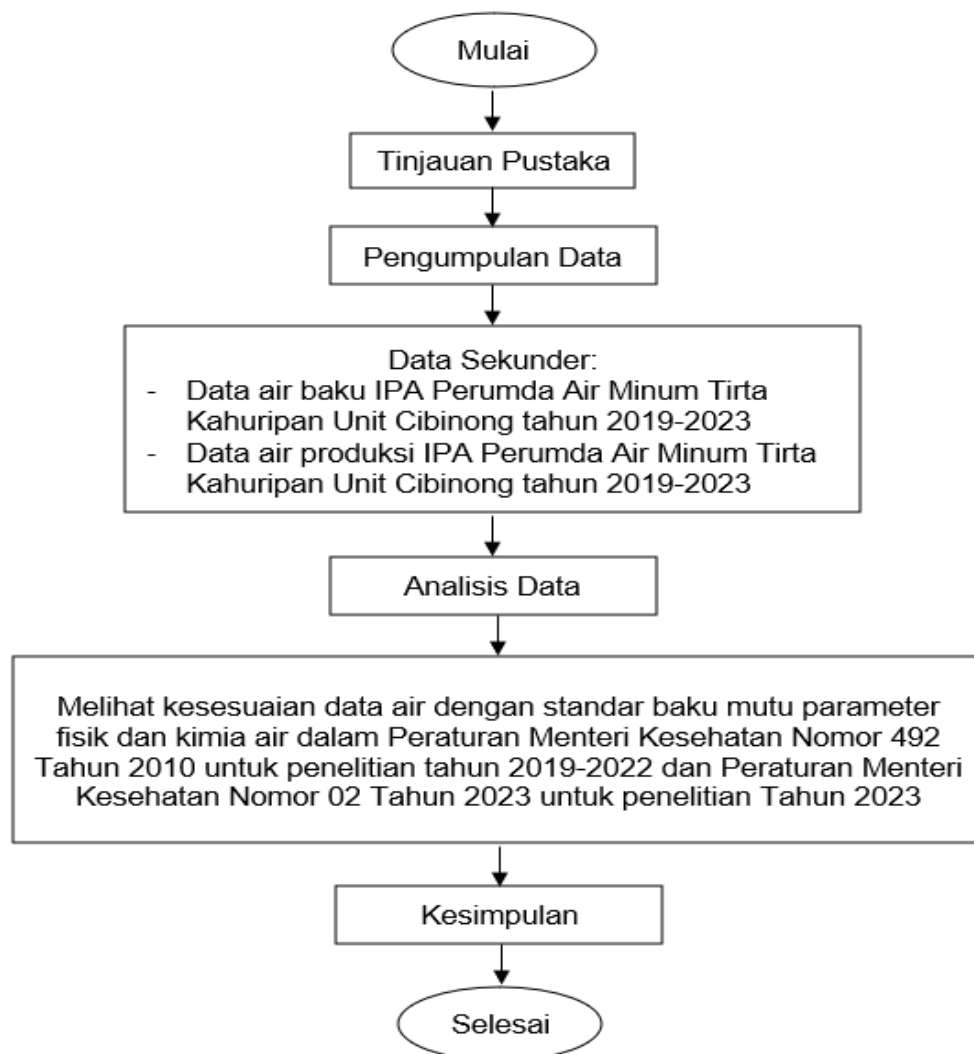 Mulai
Tinjauan Pustaka
Pengumpulan Data
Data Sekunder:
- Data air baku IPA Perumda Air Minum Tirta
Kahuripan Unit Cibinong tahun 2019-2023
- Data air produksi IPA Perumda Air Minum Tirta
Kahuripan Unit Cibinong tahun 2019-2023
Analisis Data
Melihat kesesuaian data air dengan standar baku mutu parameter
fisik dan kimia air dalam Peraturan Menteri Kesehatan Nomor 492
Tahun 2010 untuk penelitian tahun 2019-2022 dan Peraturan Menteri
Kesehatan Nomor 02 Tahun 2023 untuk penelitian Tahun 2023
Kesimpulan
Selesai